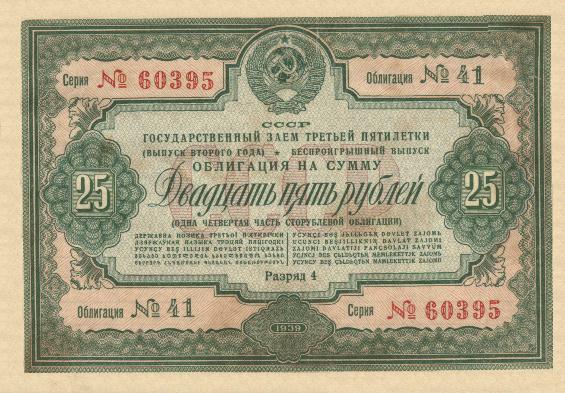 Серия № 60395
Облигация № 41
СССР
ГОСУДАРСТВЕННЫЙ ЗАЕМ ТРЕТЬЕЙ ПЯТИЛЕТКИ
(ВЫПУСК ВТОРОГО ГОДА) * БЕСПРОИГРЫШНЫЙ ВЫПУСК
ОБЛИГАЦИЯ НА СУММУ
25 Двадцать пять рублей 25
(ОДНА ЧЕТВЕРТАЯ ЧАСТЬ СТОРУБЛЕВОЙ ОБЛИГАЦИИ)
Разряд 4
Облигация № 41
Серия № 60395
1939